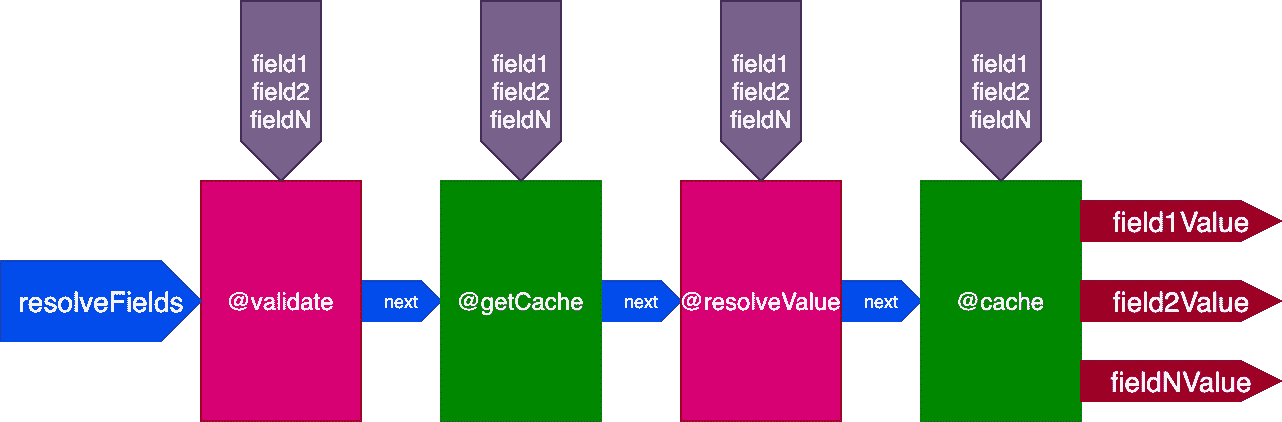 field1
field2
fieldN
field1
field2
fieldN
field1
field2
fieldN
field1
field2
fieldN
resolveFields
@validate
next
@getCache
next
@resolveValue
next
@cache
field1Value
field2Value
fieldNValue